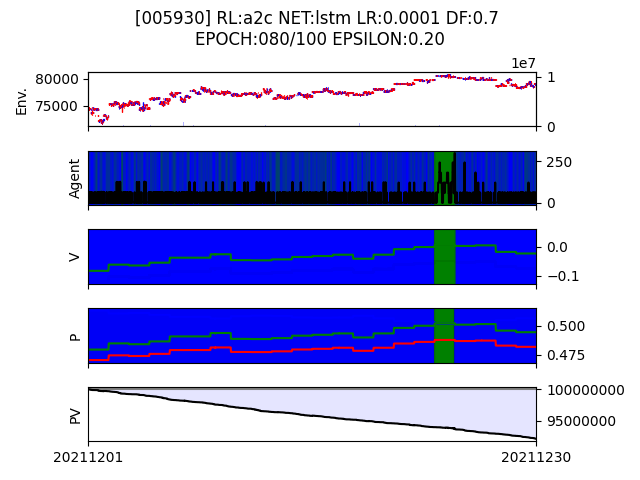 [005930] RL:a2c NET:lstm LR:0.0001 DF:0.7
EPOCH:080/100 EPSILON:0.20
1e7
Env.
80000
75000
1
0
Agent
250
0
V
0.0
−0.1
P
0.500
0.475
PV
100000000
95000000
20211201
20211230